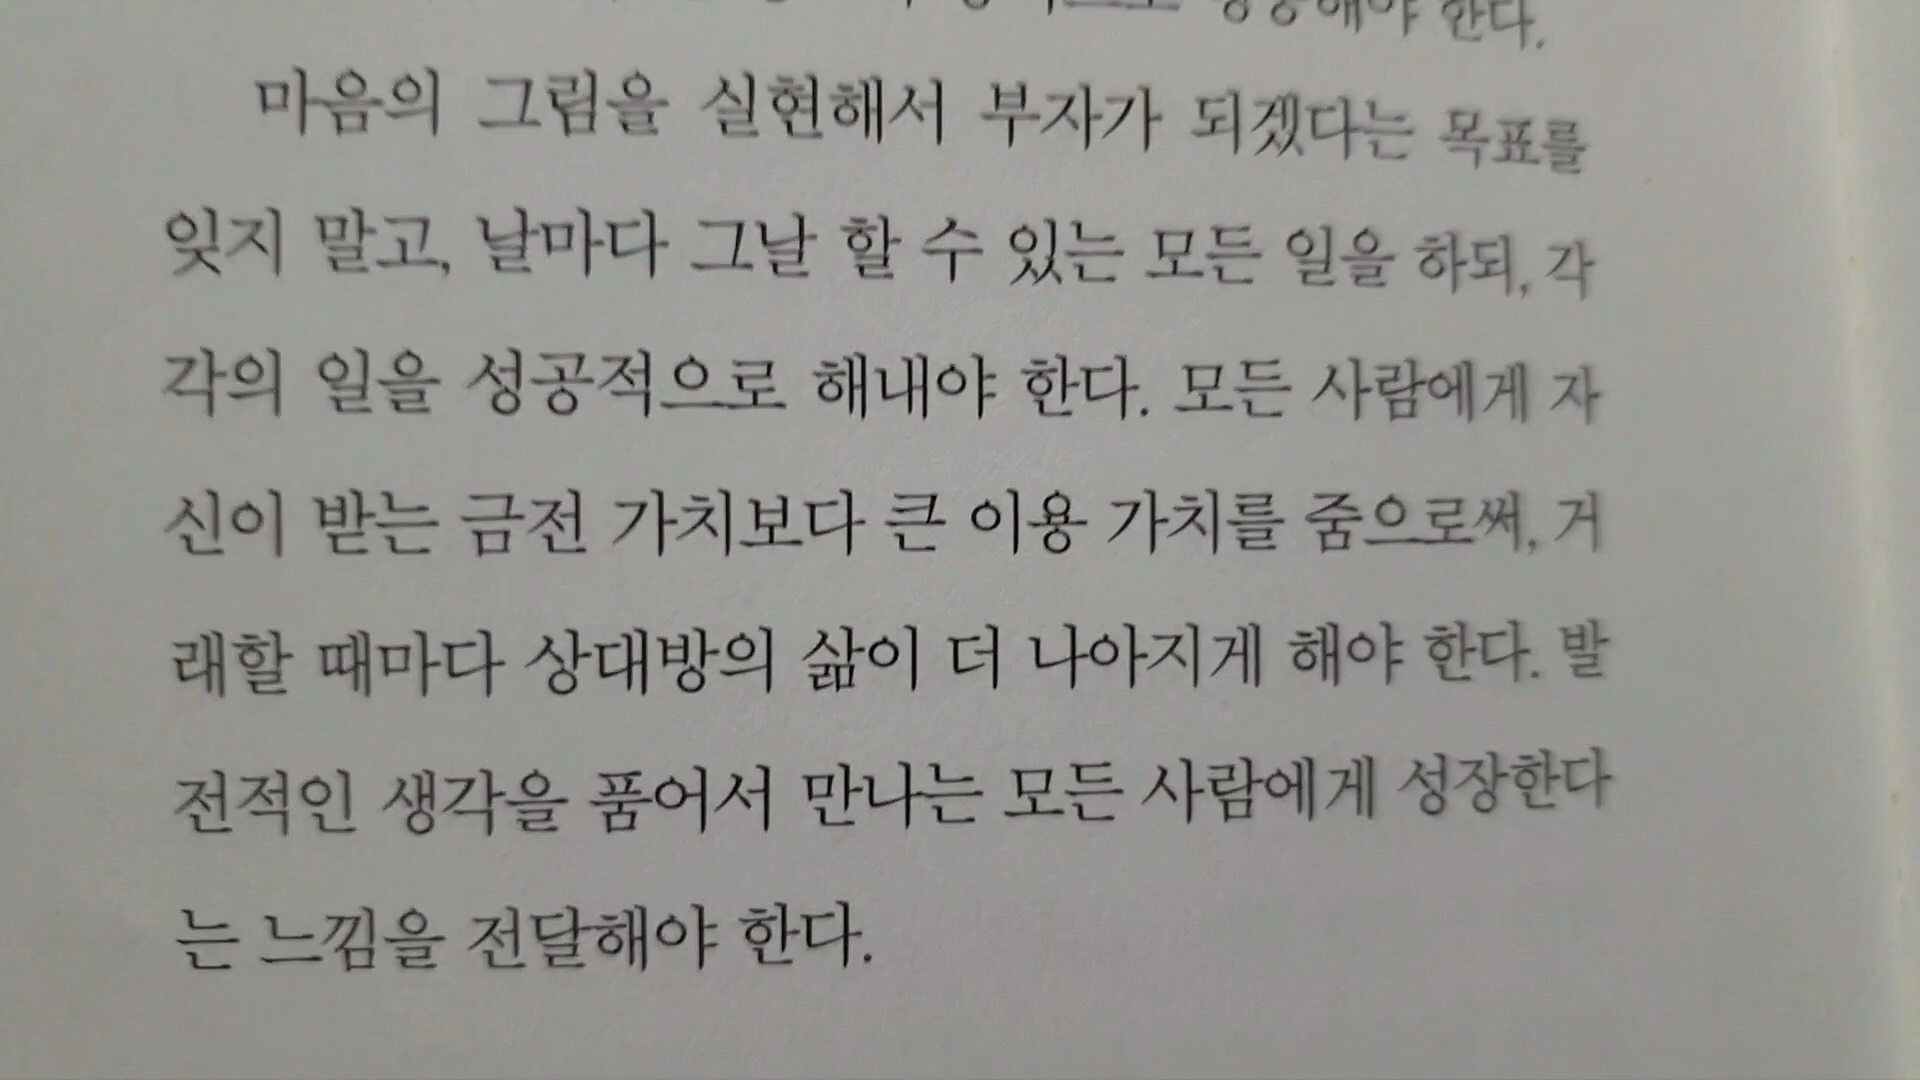 한다.
마음의 그림을 실현해서 부자가 되겠다는 목표를
잊지 말고, 날마다 그날 할 수 있는 모든 일을 하되, 각
각의 일을 성공적으로 해내야 한다. 모든 사람에게 자
신이 받는 금전 가치보다 큰 이용 가치를 줌으로써, 거
래할 때마다 상대방의 삶이 더 나아지게 해야 한다. 발
전적인 생각을 품어서 만나는 모든 사람에게 성장한다
는 느낌을 전달해야 한다.